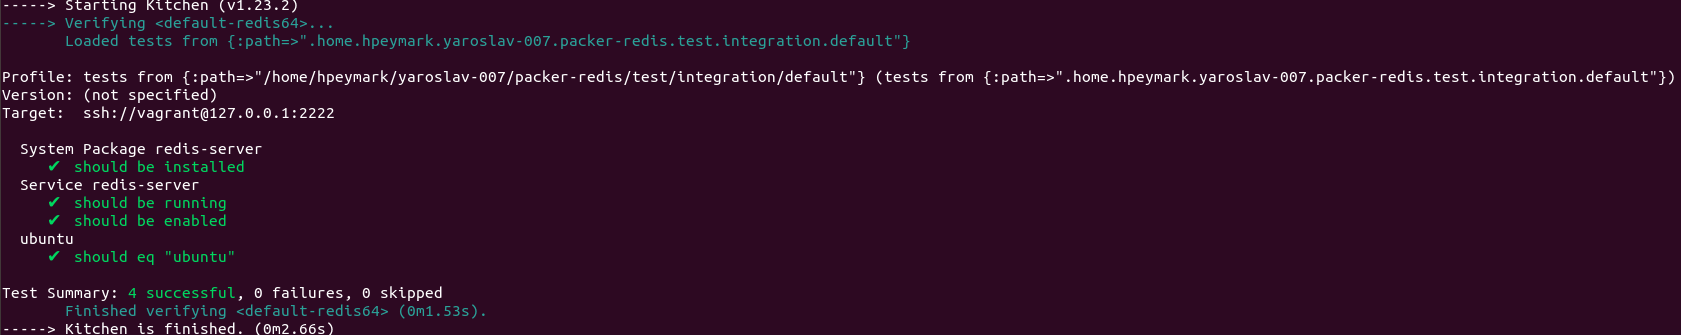 -----> Starting Kitchen (v1.23.2)
-----> Verifying <default-redis64>...
       Loaded tests from {:path=>".home.hpeymark.yaroslav-007.packer-redis.test.integration.default"}

Profile: tests from {:path=>"/home/hpeymark/yaroslav-007/packer-redis/test/integration/default"} (tests from {:path=>".home.hpeymark.yaroslav-007.packer-redis.test.integration.default"})
Version: (not specified)
Target:  ssh://vagrant@127.0.0.1:2222

  System Package redis-server
     ✔  should be installed
  Service redis-server
     ✔  should be running
     ✔  should be enabled
  ubuntu
     ✔  should eq "ubuntu"

Test Summary: 4 successful, 0 failures, 0 skipped
       Finished verifying <default-redis64> (0m1.53s).
-----> Kitchen is finished. (0m2.66s)